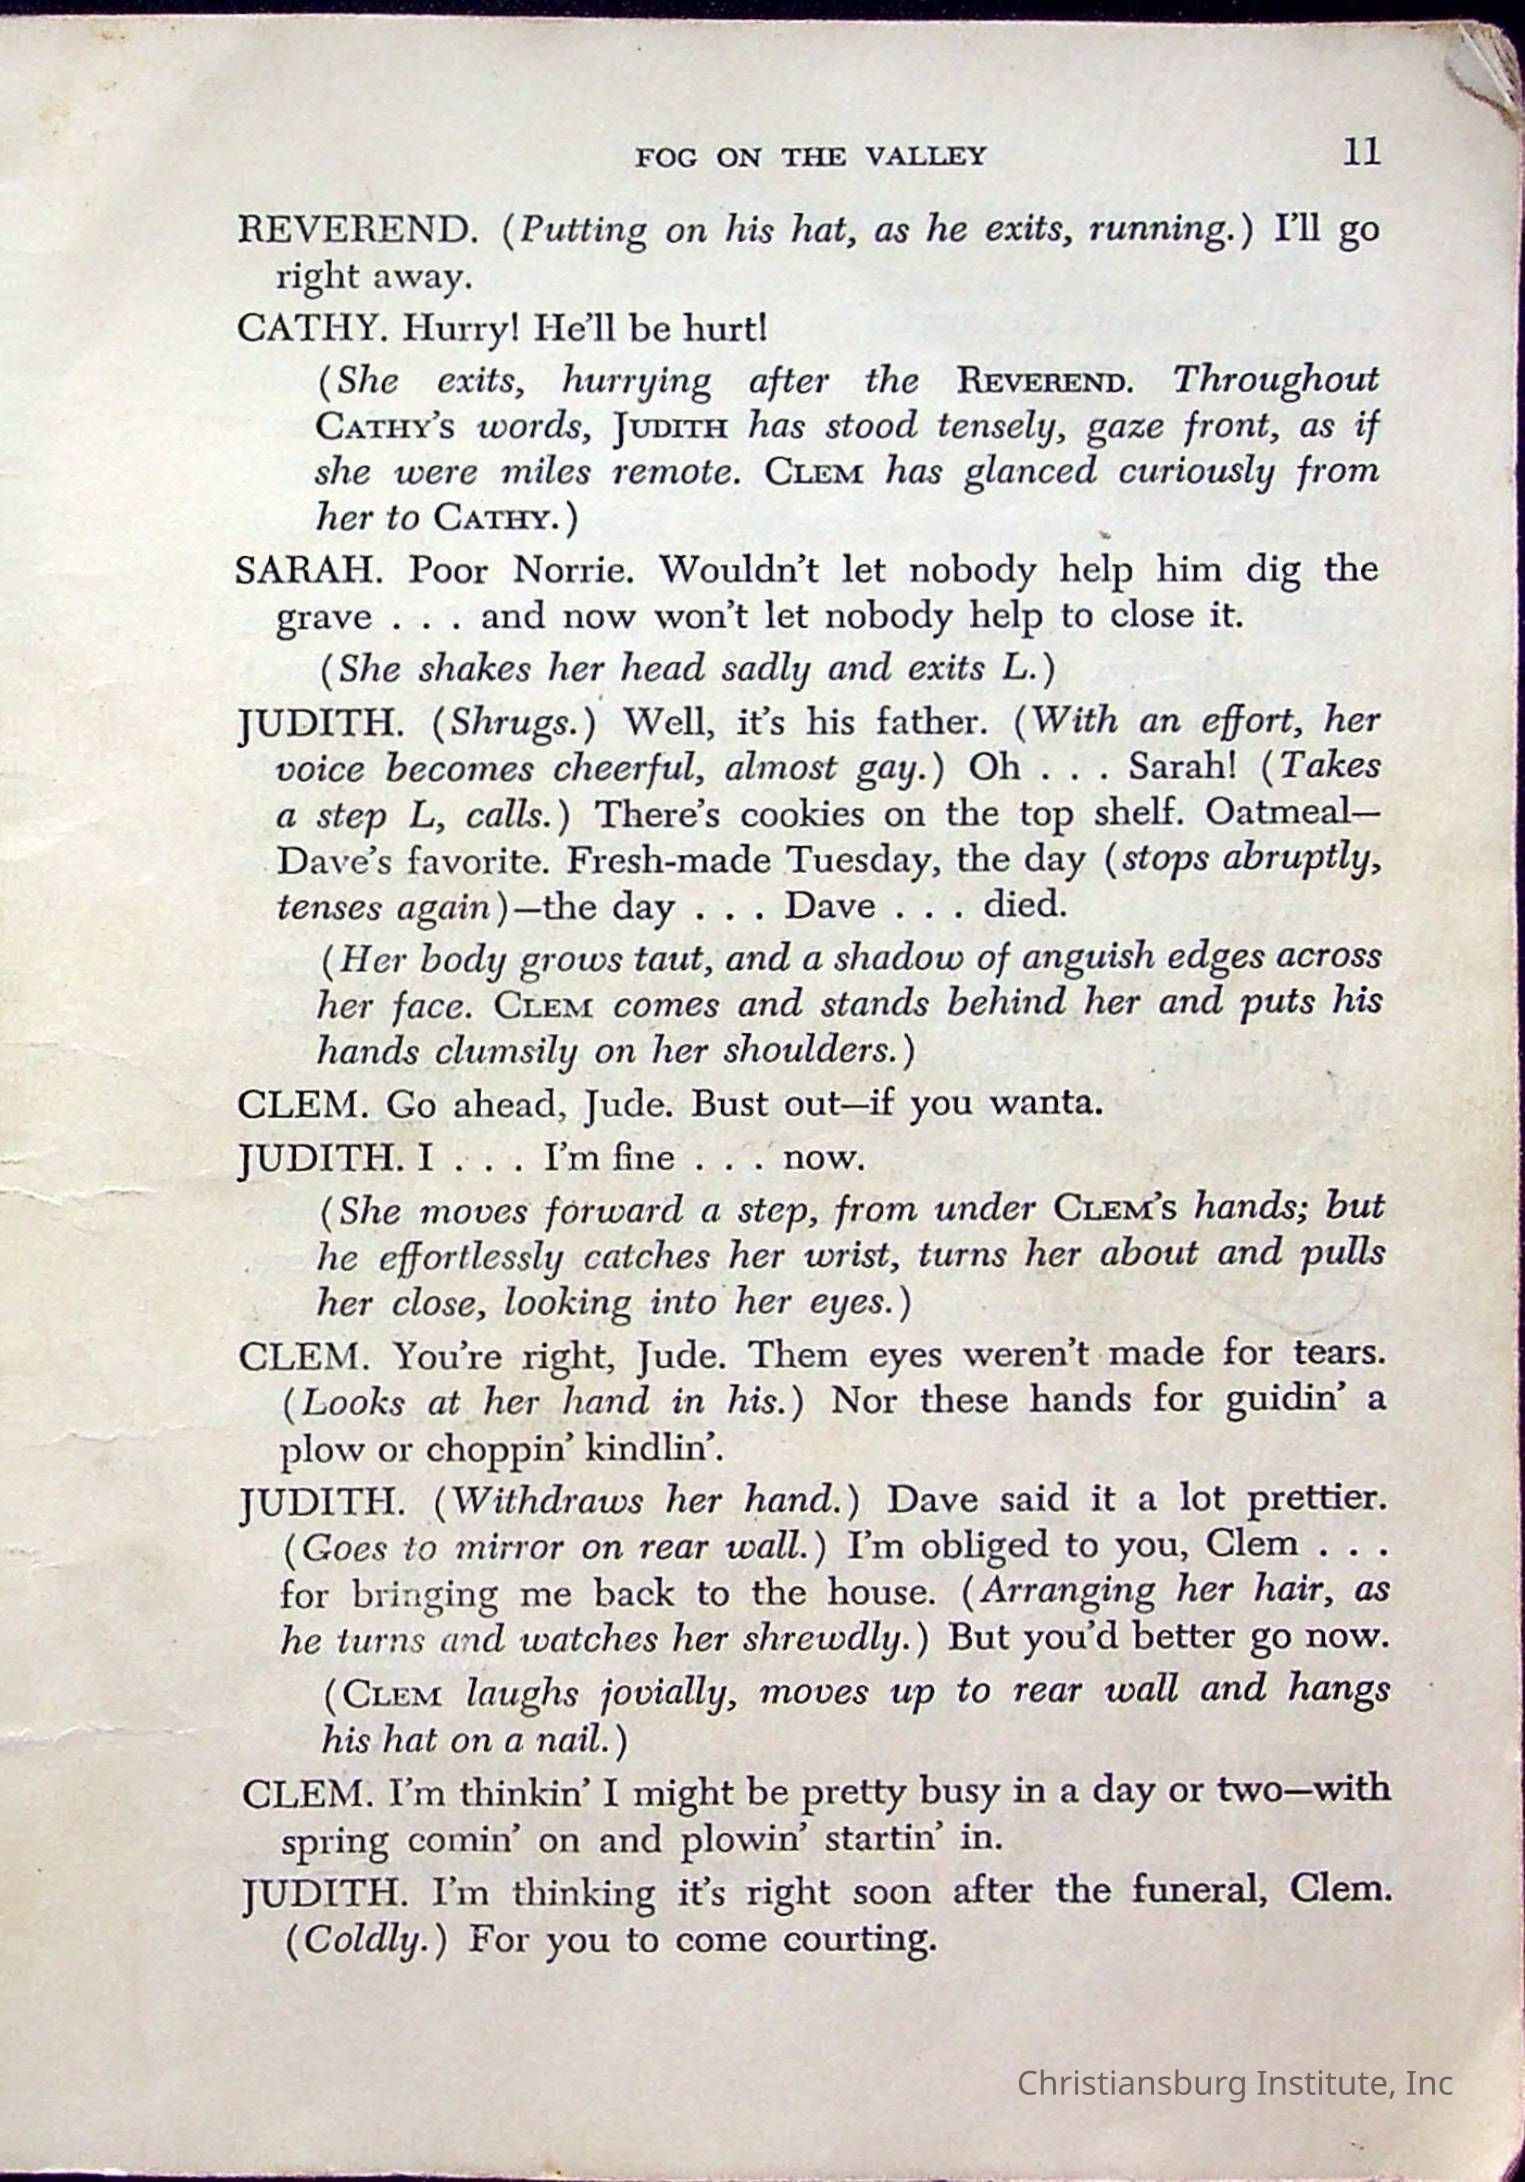 FOG ON THE VALLEY 11
REVEREND. (Putting on his hat, as he exits, running.) I'll go
right away.
CATHY. Hurry! He'll be hurt!
(She exits, hurrying after the REVEREND. Throughout
CATHY'S words, JUDITH has stood tensely, gaze front, as if
she were miles remote. CLEM has glanced curiously from
her to CATHY.)
SARAH. Poor Norrie. Wouldn't let nobody help him dig the
grave . . . and now won't let nobody help to close it.
(She shakes her head sadly and exits L.)
JUDITH. (Shrugs.) Well, it's his father. (With an effort, her
voice becomes cheerful, almost gay.) Oh . . . Sarah! (Takes
a step L, calls.) There's cookies on the top shelf. Oatmeal—
Dave's favorite. Fresh-made Tuesday, the day (stops abruptly,
tenses again)—the day . . . Dave . . . died.
(Her body grows taut, and a shadow of anguish edges across
her face. CLEM comes and stands behind her and puts his
hands clumsily on her shoulders.)
CLEM. Go ahead, Jude. Bust out—if you wanta.
JUDITH. I . . . I'm fine . . . now.
(She moves forward a step, from under CLEM'S hands; but
he effortlessly catches her wrist, turns her about and pulls
her close, looking into her eyes.)
CLEM. You're right, Jude. Them eyes weren't made for tears.
(Looks at her hand in his.) Nor these hands for guidin' a
plow or choppin' kindlin'.
JUDITH. (Withdraws her hand.) Dave said it a lot prettier.
(Goes to mirror on rear wall.) I'm obliged to you, Clem . . .
for bringing me back to the house. (Arranging her hair, as
he turns and watches her shrewdly.) But you'd better go now.
(CLEM laughs jovially, moves up to rear wall and hangs
his hat on a nail.)
CLEM. I'm thinkin' I might be pretty busy in a day or two—with
spring comin' on and plowin' startin' in.
JUDITH. I'm thinking it's right soon after the funeral, Clem.
(Coldly.) For you to come courting.
Christiansburg Institute, Inc